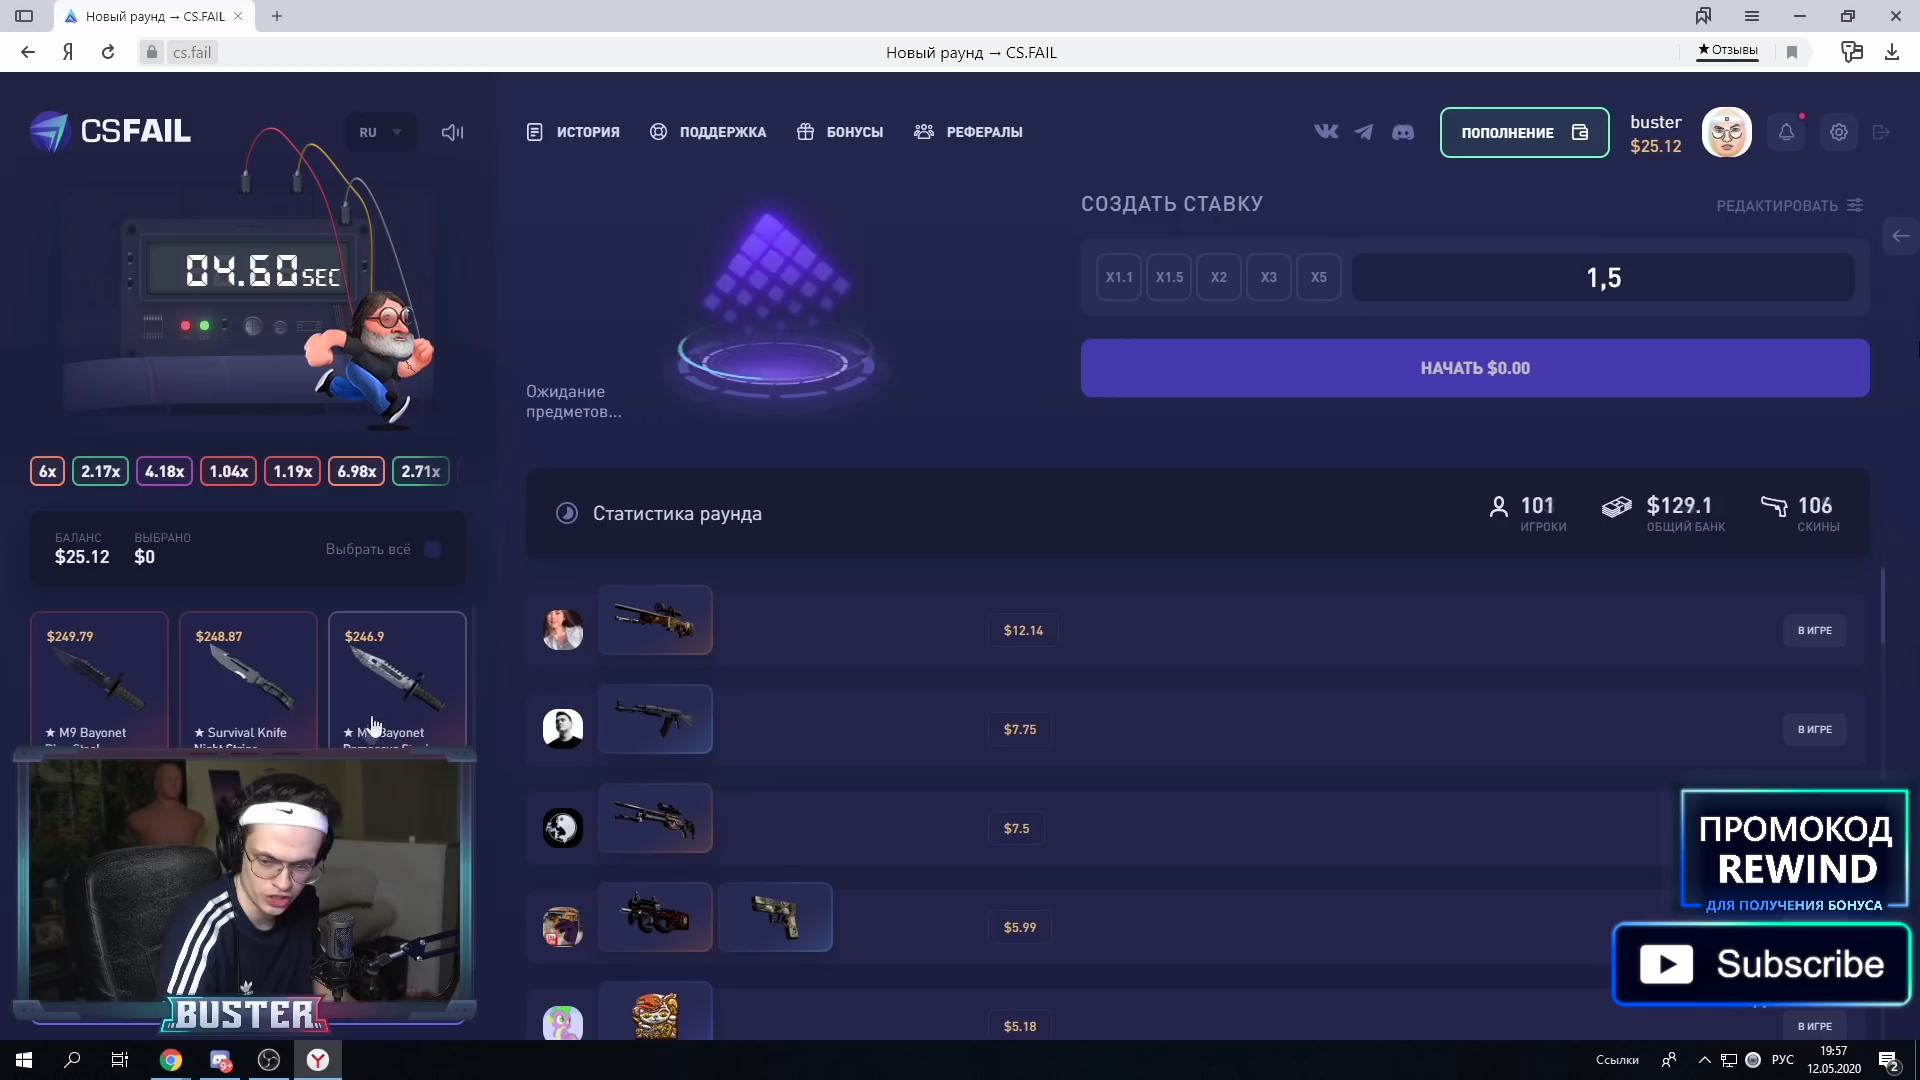 Новый раунд → CS.FAIL
cs.fail
Новый раунд → CS.FAIL
★ Отзывы
CSFAIL
RU
ИСТОРИЯ
ПОДДЕРЖКА
БОНУСЫ
РЕФЕРАЛЫ
ПОПОЛНЕНИЕ
buster
$25.12
04.60 SEC
Ожидание
предметов...
СОЗДАТЬ СТАВКУ
РЕДАКТИРОВАТЬ
X1.1
X1.5
X2
X3
X5
1,5
НАЧАТЬ $0.00
6x
2.17x
4.18x
1.04x
1.19x
6.98x
2.71x
БАЛАНС
$25.12
ВЫБРАНО
$0
Выбрать всё
Статистика раунда
101
ИГРОКИ
$129.1
ОБЩИЙ БАНК
106
СКИНЫ
$249.79
★ M9 Bayonet
$248.87
★ Survival Knife
$246.9
Bayonet
$12.14
В ИГРЕ
$7.75
В ИГРЕ
$7.5
$5.99
$5.18
В ИГРЕ
BUSTER
ПРОМОКОД
REWIND
ДЛЯ ПОЛУЧЕНИЯ БОНУСА
Subscribe
Ссылки
РУС
19:57
12.05.2020
9+
2